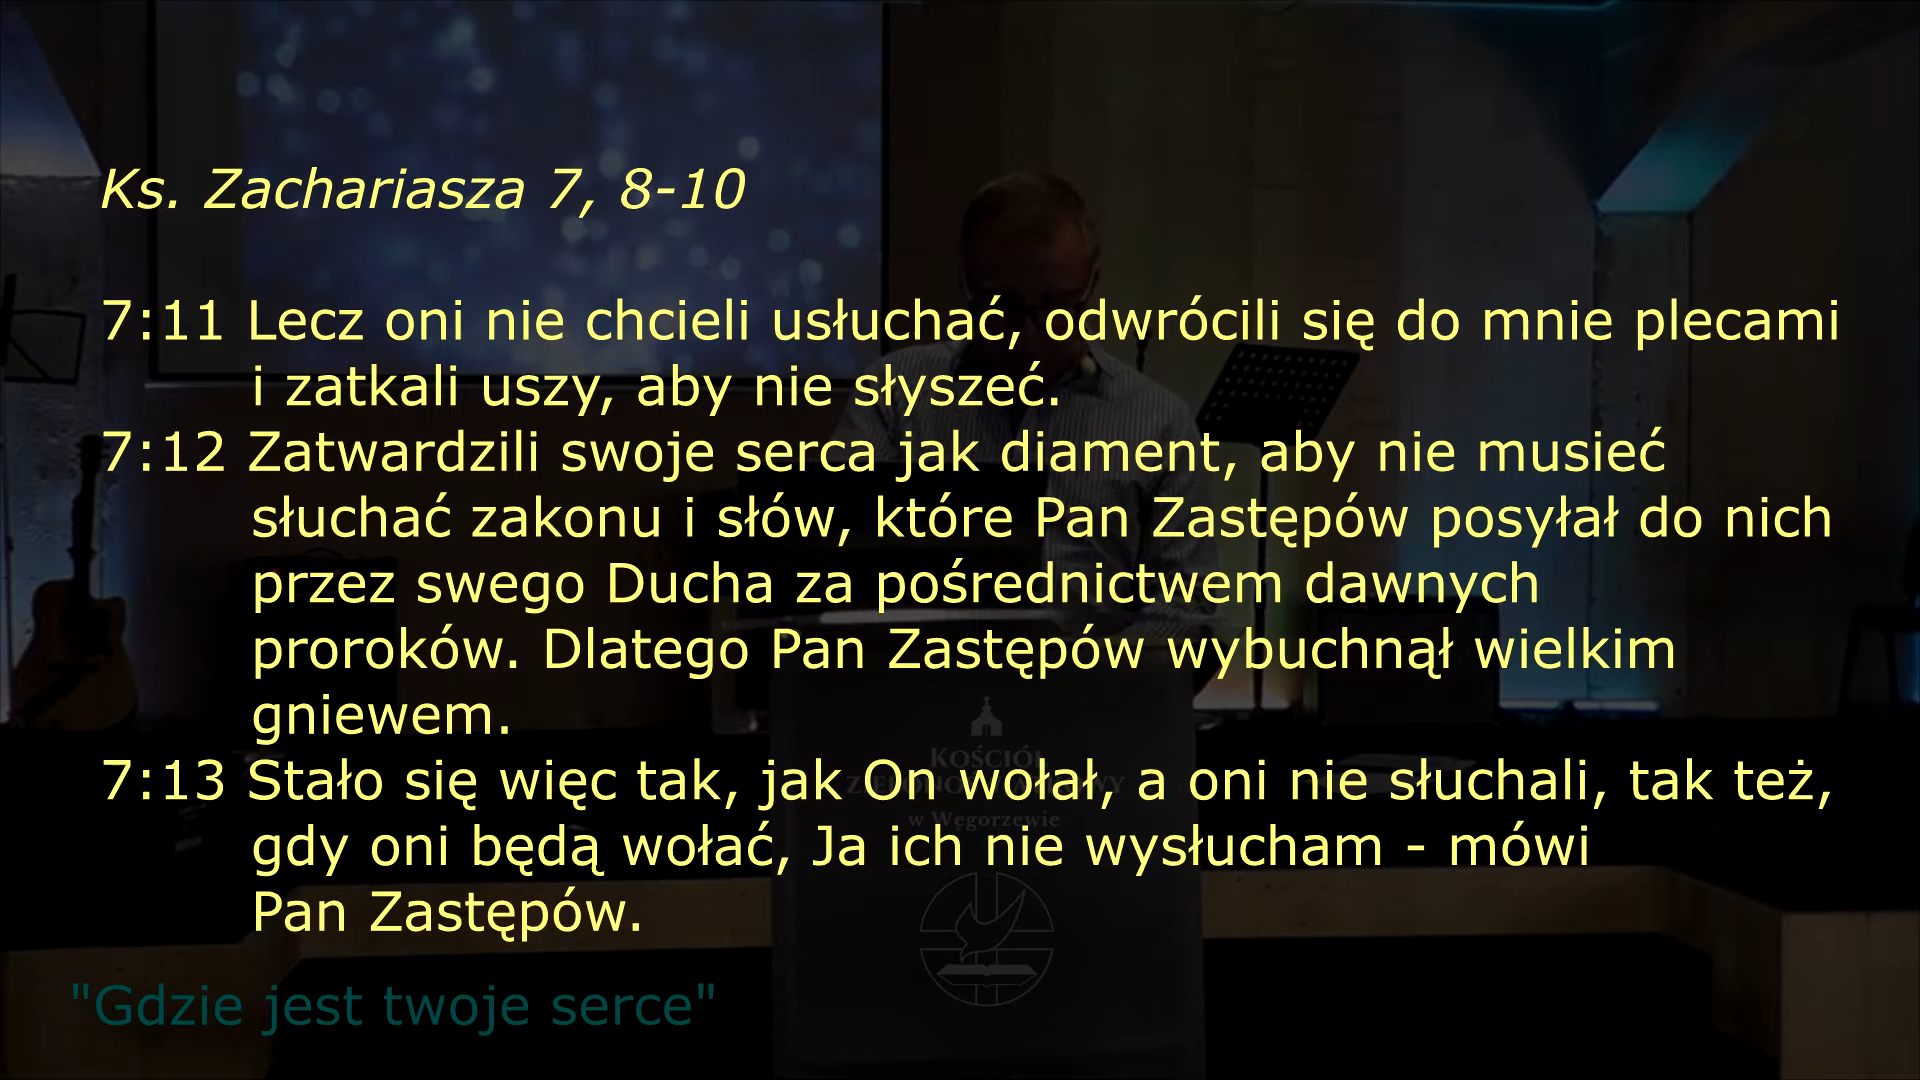 Ks. Zachariasza 7, 8-10
7:11 Lecz oni nie chcieli usłuchać, odwrócili się do mnie plecami
i zatkali uszy, aby nie słyszeć.
7:12 Zatwardzili swoje serca jak diament, aby nie musieć
słuchać zakonu i słów, które Pan Zastępów posyłał do nich
przez swego Ducha za pośrednictwem dawnych
proroków. Dlatego Pan Zastępów wybuchnął wielkim
gniewem.
KOŚCIÓŁ
7:13 Stało się więc tak, jak On wołał, a oni nie słuchali, tak też,
w Węgorzewie
gdy oni będą wołać, Ja ich nie wysłucham - mówi
Pan Zastępów.
"Gdzie jest twoje serce"